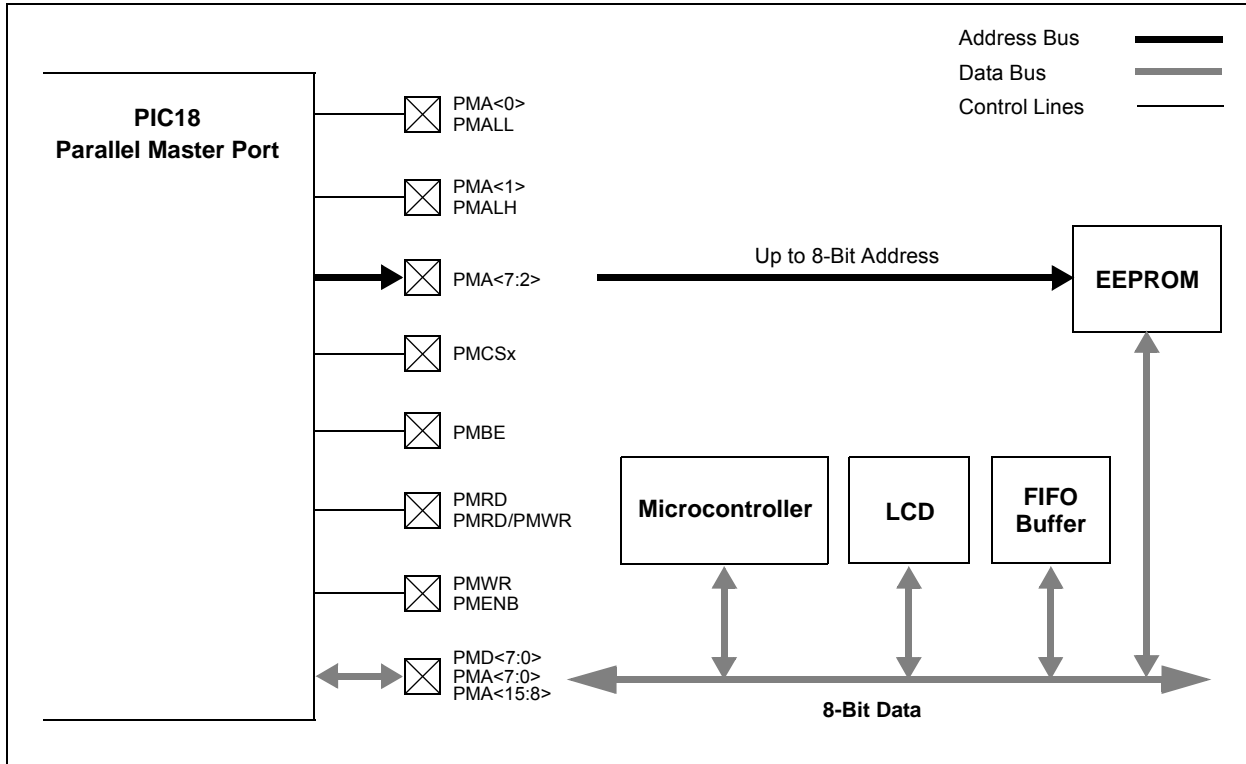 Address Bus
Data Bus
Control Lines
PIC18
Parallel Master Port
PMA<0>
PMALL
PMA<1>
PMALH
PMA<7:2>
Up to 8-Bit Address
EEPROM
PMCSx
PMBE
PMRD
PMRD/PMWR
Microcontroller
LCD
FIFO
Buffer
PMWR
PMENB
PMD<7:0>
PMA<7:0>
PMA<15:8>
8-Bit Data